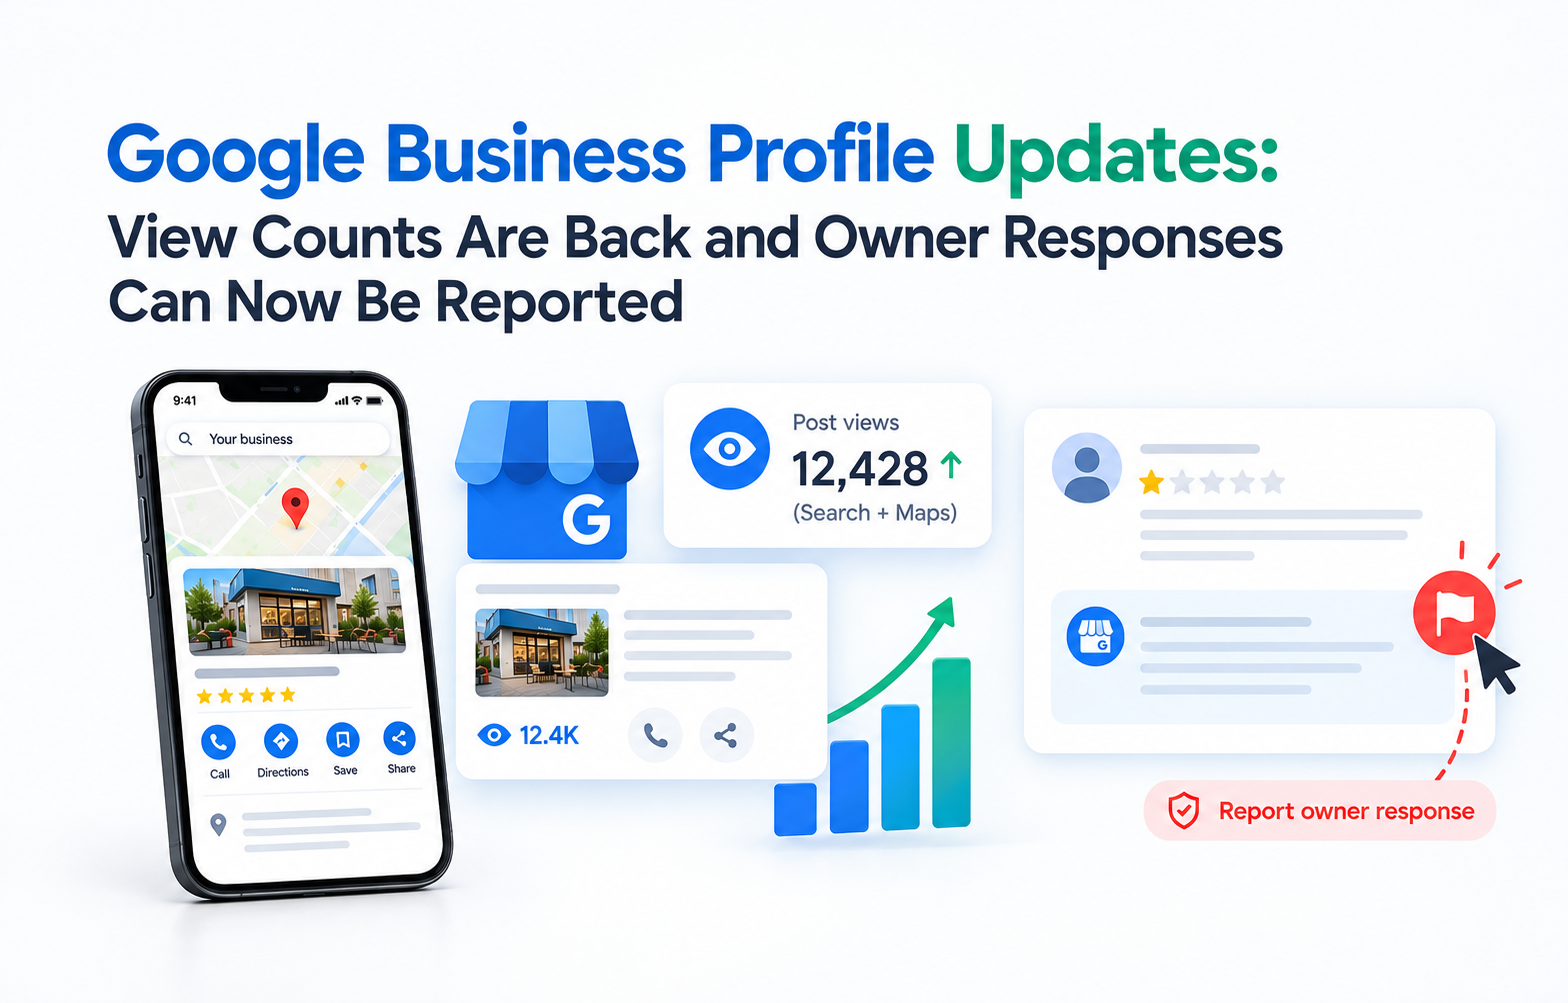 Google Business Profile Updates:
View Counts Are Back and Owner Responses
Can Now Be Reported
9:41
Your business
Call
Directions
Save
Share
G
Post views
12,428
(Search + Maps)
12.4K
G
Report owner response